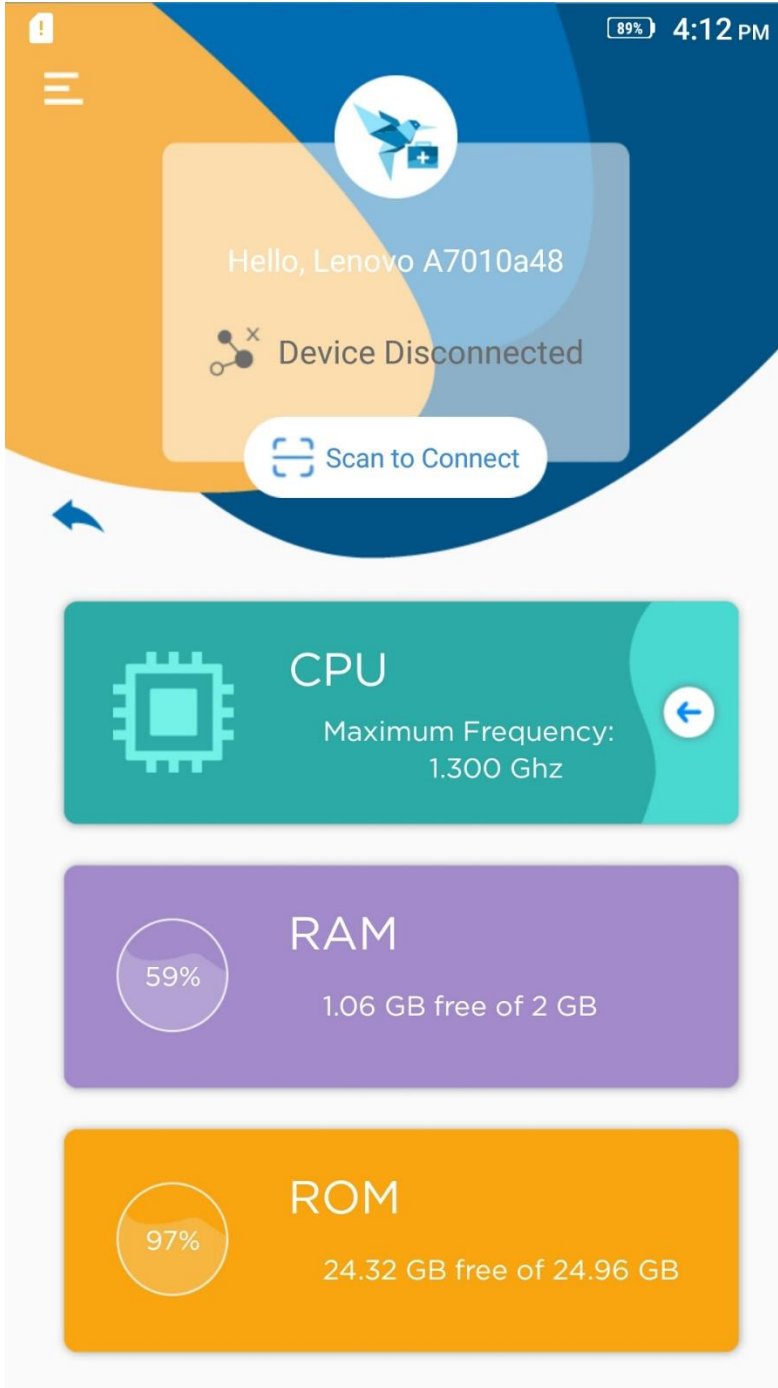 89% 4:12 PM
Hello, Lenovo A7010a48
Device Disconnected
Scan to Connect
CPU
Maximum Frequency:
1.300 Ghz
RAM
59%
1.06 GB free of 2 GB
ROM
97%
24.32 GB free of 24.96 GB